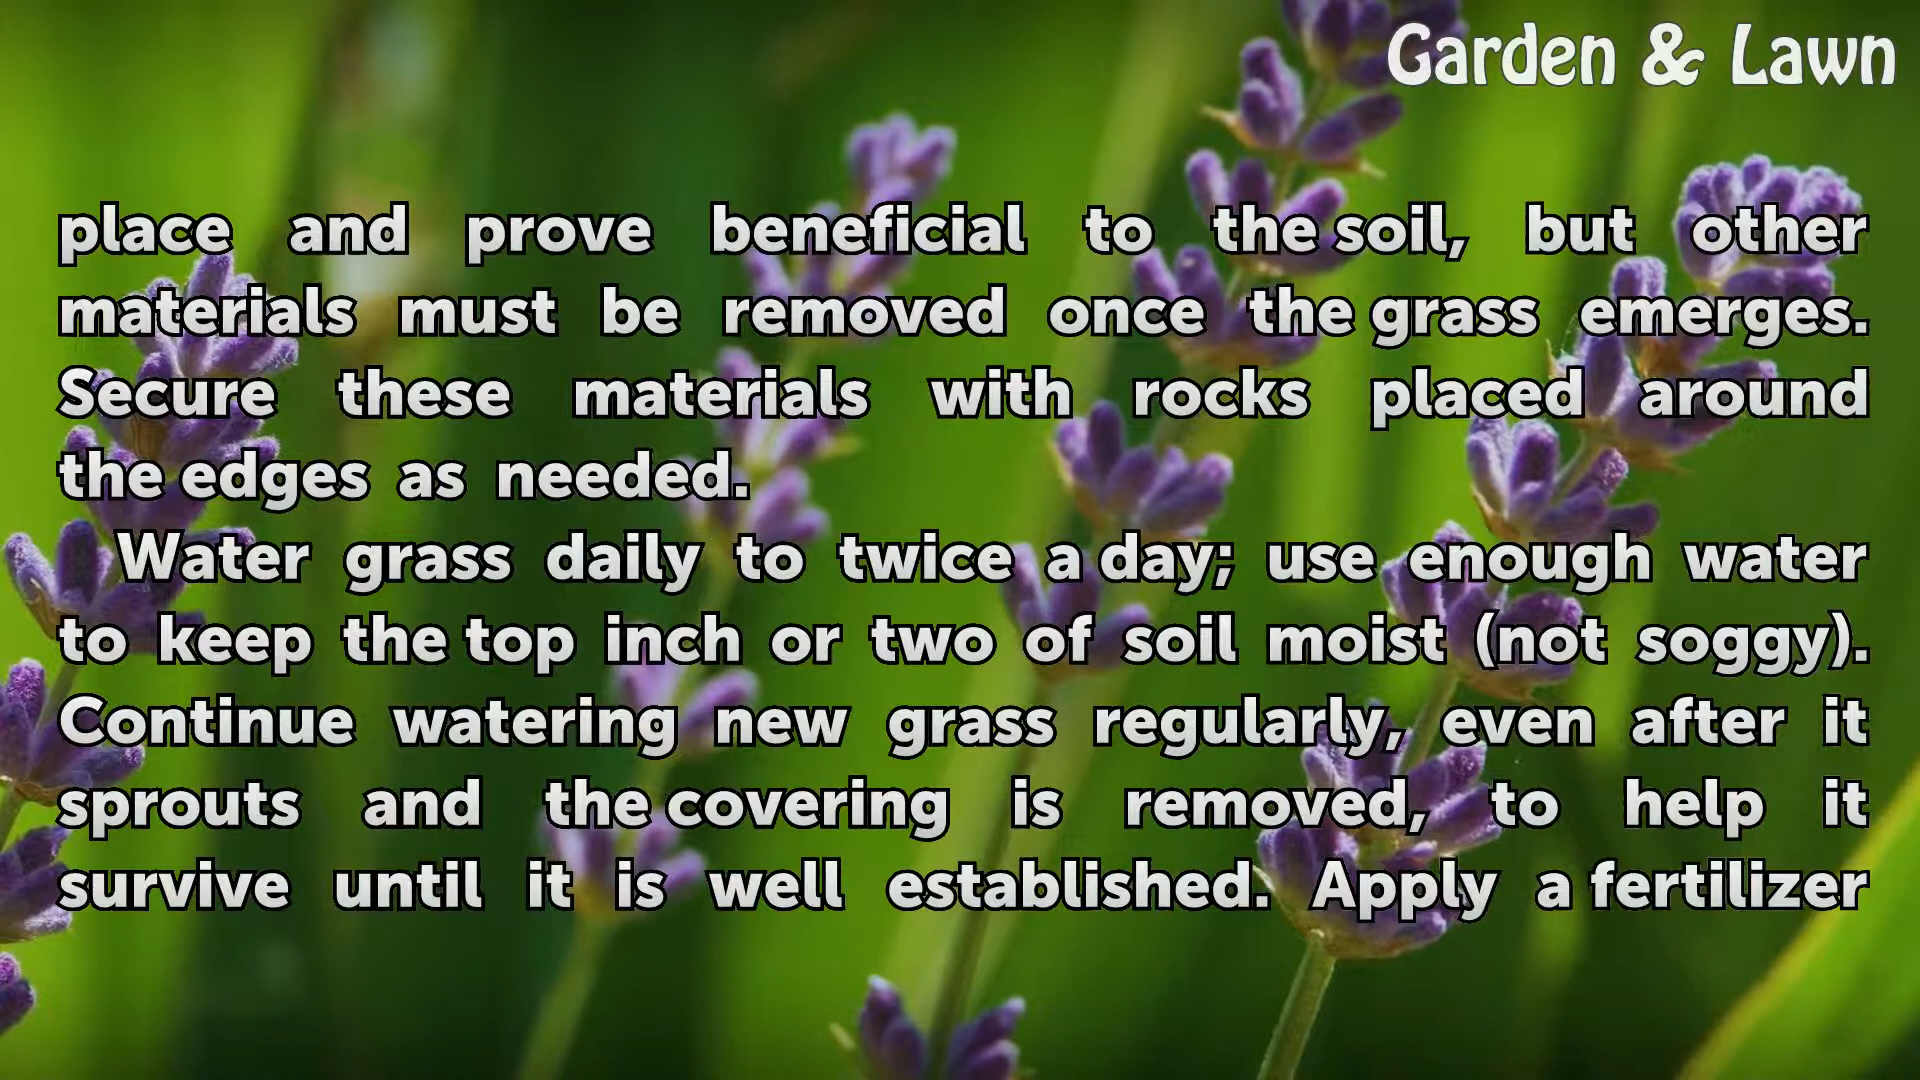 Garden & Lawn
place and prove beneficial to the soil, but other
materials must be removed once the grass emerges.
Secure these materials with rocks placed around
the edges as needed.
Water grass daily to twice a day; use enough water
to keep the top inch or two of soil moist (not soggy).
Continue watering new grass regularly, even after it
sprouts and the covering is removed, to help it
survive until it is well established. Apply a fertilizer